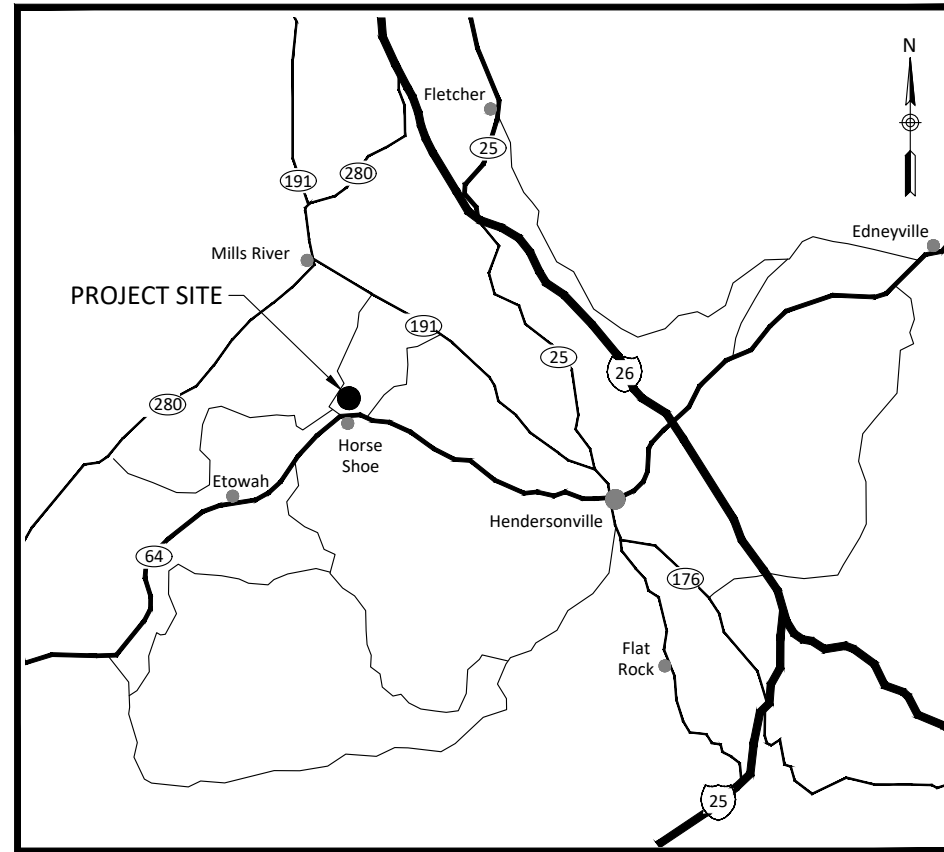 N
Fletcher
25
280
191
Edneyville
Mills River
PROJECT SITE
191
25
26
280
Horse
Shoe
Etowah
Hendersonville
64
176
Flat
Rock
25